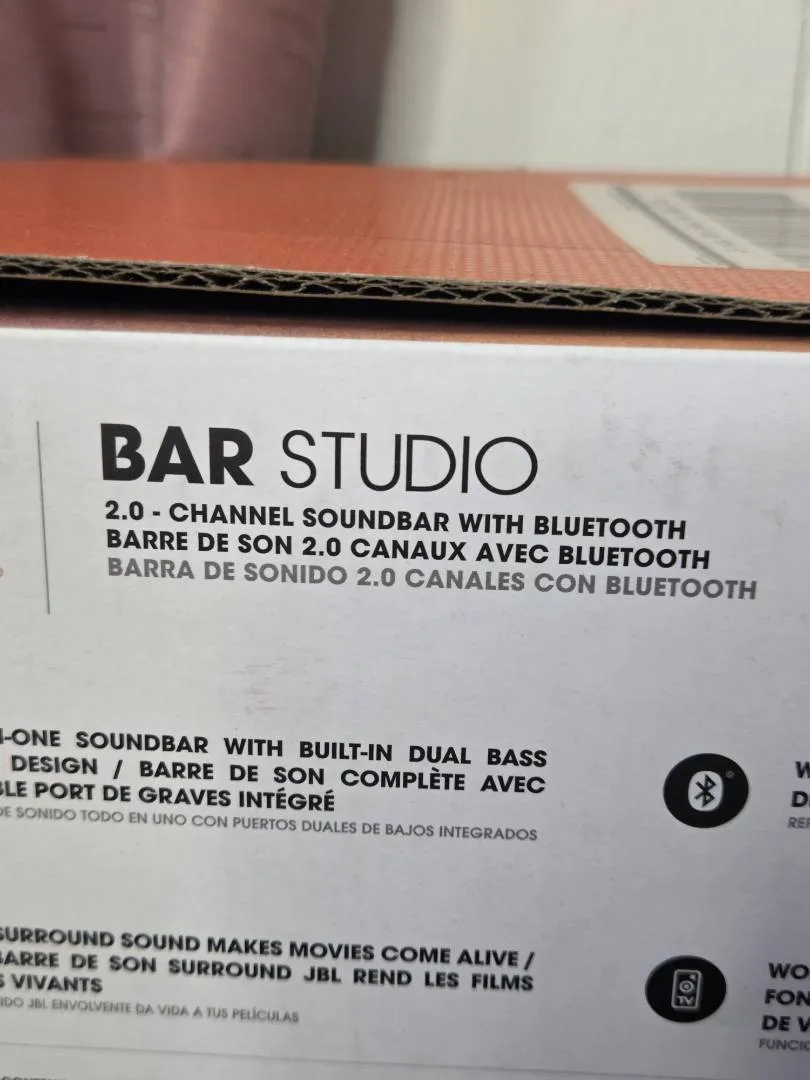 BAR STUDIO
2.0 - CHANNEL SOUNDBAR WITH BLUETOOTH
BARRE DE SON 2.0 CANAUX AVEC BLUETOOTH
BARRA DE SONIDO 2.0 CANALES CON BLUETOOTH
-ONE SOUNDBAR WITH BUILT-IN DUAL BASS
DESIGN / BARRE DE SON COMPLÈTE AVEC
BLE PORT DE GRAVES INTÉGRÉ
DE SONIDO TODO EN UNO CON PUERTOS DUALES DE BAJOS INTEGRADOS
SURROUND SOUND MAKES MOVIES COME ALIVE /
BARRE DE SON SURROUND JBL REND LES FILMS
S VIVANTS
IDO JBL ENVOLVENTE DA VIDA A TUS PELÍCULAS
TV
WO
FON
DE V
FUNCIO